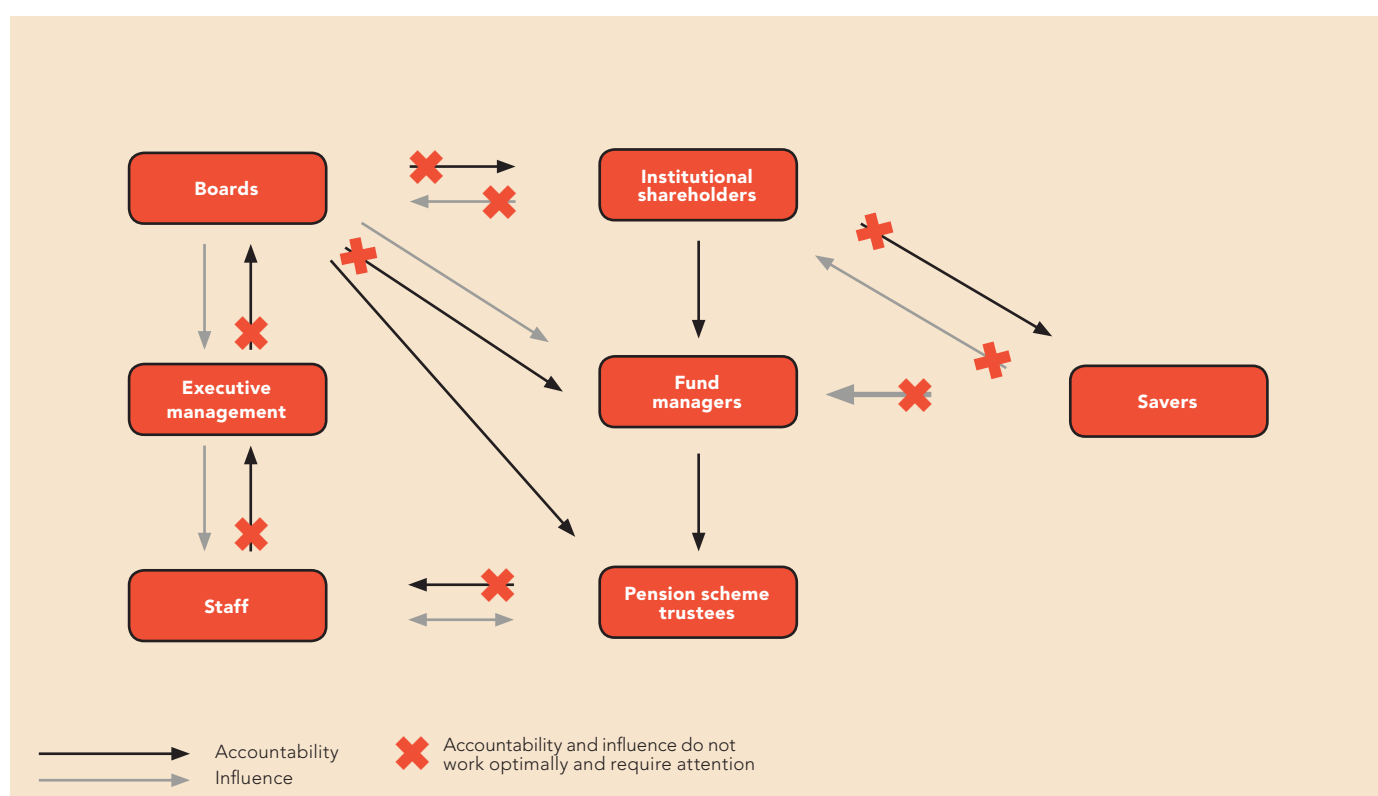 Boards
Institutional
shareholders
Executive
management
Fund
managers
Savers
Staff
Pension scheme
trustees
Accountability
Influence
Accountability and influence do not
work optimally and require attention